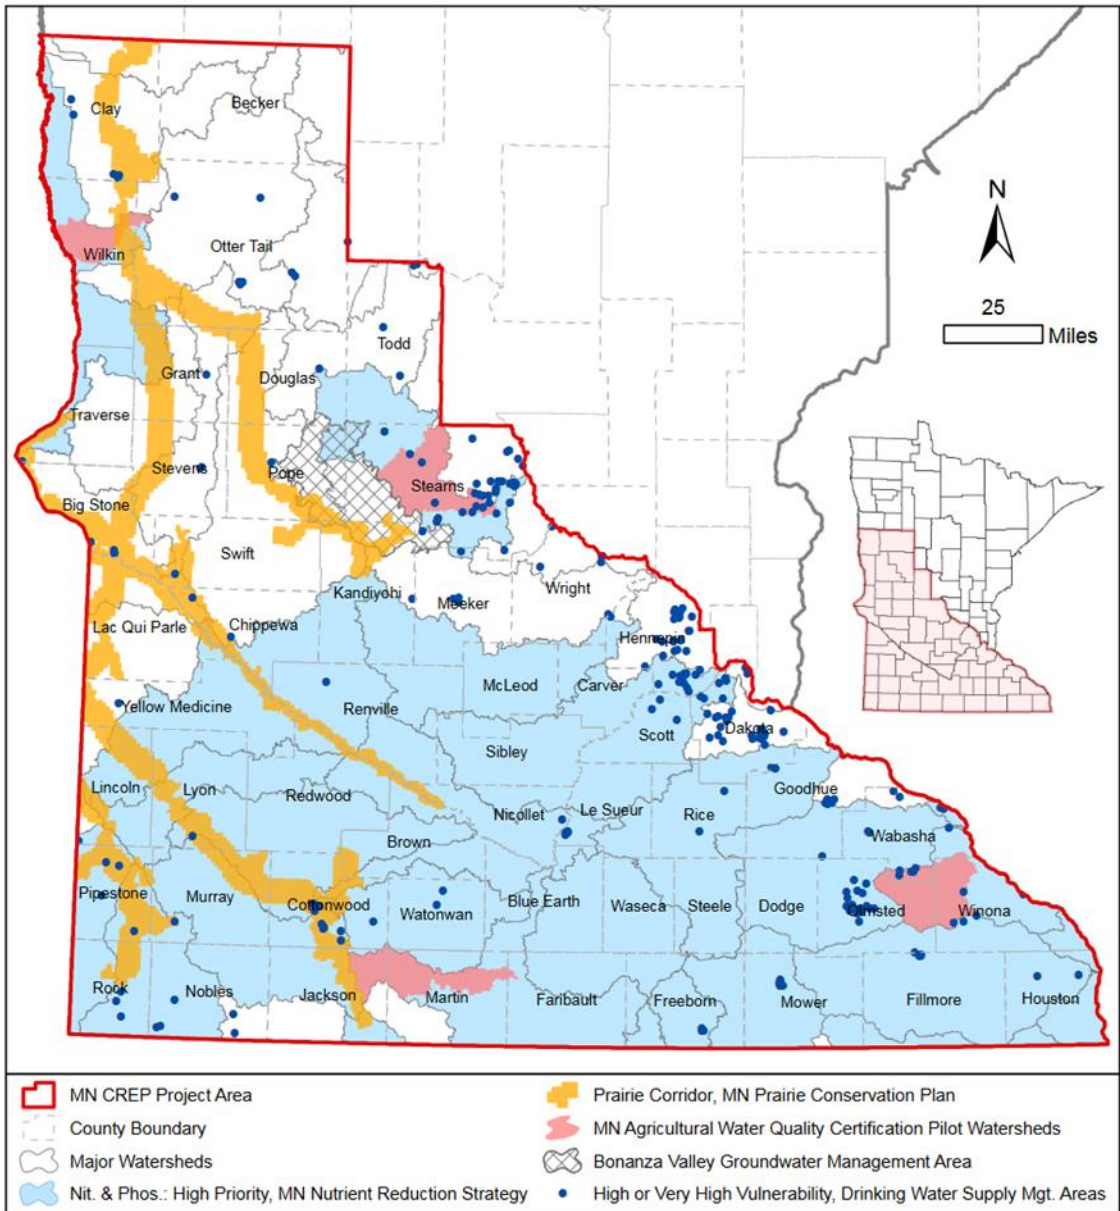 Clay
Becker
N
Wilkin
Otter Tail
25
Miles
Todd
Grant
Douglas
Traverse
Stevens
Pope
Stearns
Big Stone
Swift
Kandiyohi
Meeker
Wright
Lac Qui Parle
Chippewa
Hennepin
McLeod
Carver
Yellow Medicine
Renville
Scott
Dakota
Sibley
Lincoln
Lyon
Redwood
Goodhue
Nicollet
Le Sueur
Rice
Brown
Wabasha
Pipestone
Murray
Cottonwood
Watonwan
Blue Earth
Waseca
Steele
Dodge
Olmsted
Winona
Rock
Nobles
Jackson
Martin
Faribault
Freeborn
Mower
Fillmore
Houston
MN CREP Project Area
County Boundary
Major Watersheds
Nit. & Phos.: High Priority, MN Nutrient Reduction Strategy
Prairie Corridor, MN Prairie Conservation Plan
MN Agricultural Water Quality Certification Pilot Watersheds
Bonanza Valley Groundwater Management Area
High or Very High Vulnerability, Drinking Water Supply Mgt. Areas